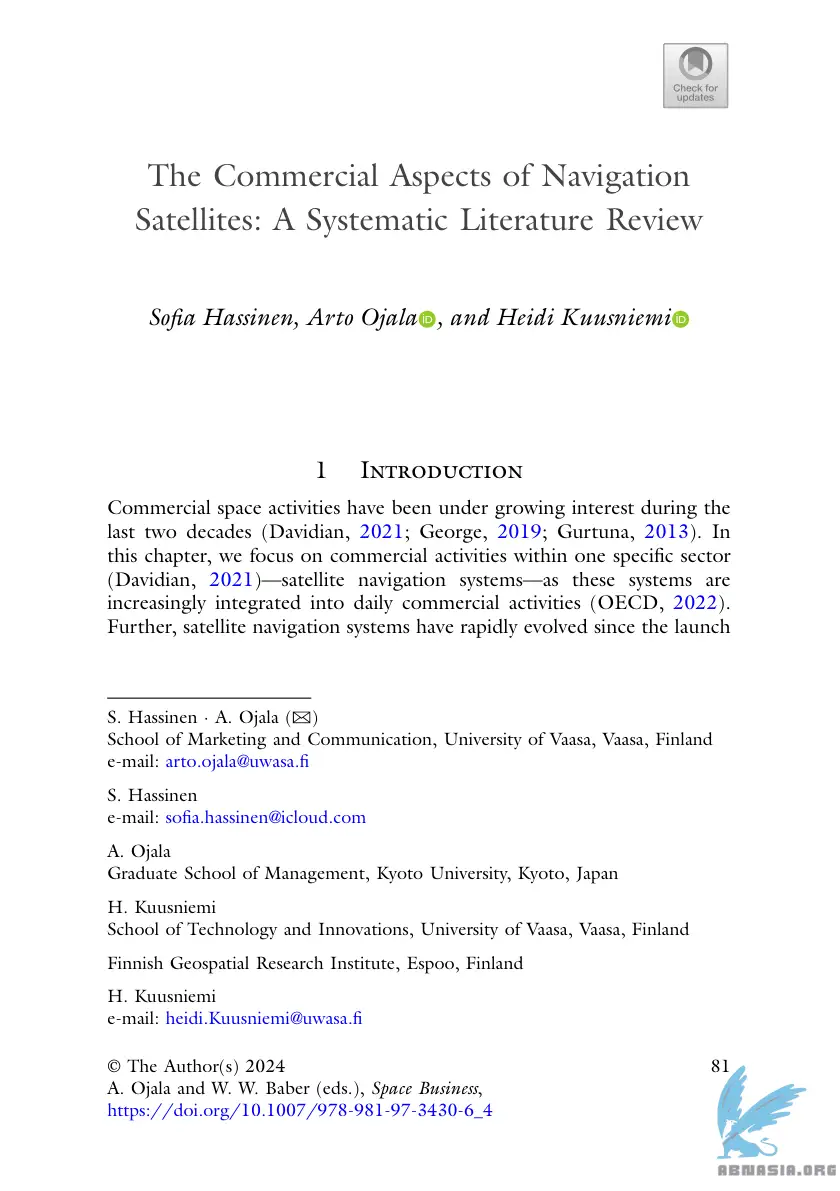 Check for
updates
The Commercial Aspects of Navigation
Satellites: A Systematic Literature Review
Sofia Hassinen, Arto Ojala iD, and Heidi Kuusniemi iD
1 Introduction
Commercial space activities have been under growing interest during the
last two decades (Davidian, 2021; George, 2019; Gurtuna, 2013). In
this chapter, we focus on commercial activities within one specific sector
(Davidian, 2021)—satellite navigation systems—as these systems are
increasingly integrated into daily commercial activities (OECD, 2022).
Further, satellite navigation systems have rapidly evolved since the launch
S. Hassinen · A. Ojala (✉)
School of Marketing and Communication, University of Vaasa, Vaasa, Finland
e-mail: arto.ojala@uwasa.fi
S. Hassinen
e-mail: sofia.hassinen@icloud.com
A. Ojala
Graduate School of Management, Kyoto University, Kyoto, Japan
H. Kuusniemi
School of Technology and Innovations, University of Vaasa, Vaasa, Finland
Finnish Geospatial Research Institute, Espoo, Finland
H. Kuusniemi
e-mail: heidi.Kuusniemi@uwasa.fi
© The Author(s) 2024
81
A. Ojala and W. W. Baber (eds.), Space Business,
https://doi.org/10.1007/978-981-97-3430-6_4
ABNASIA.ORG